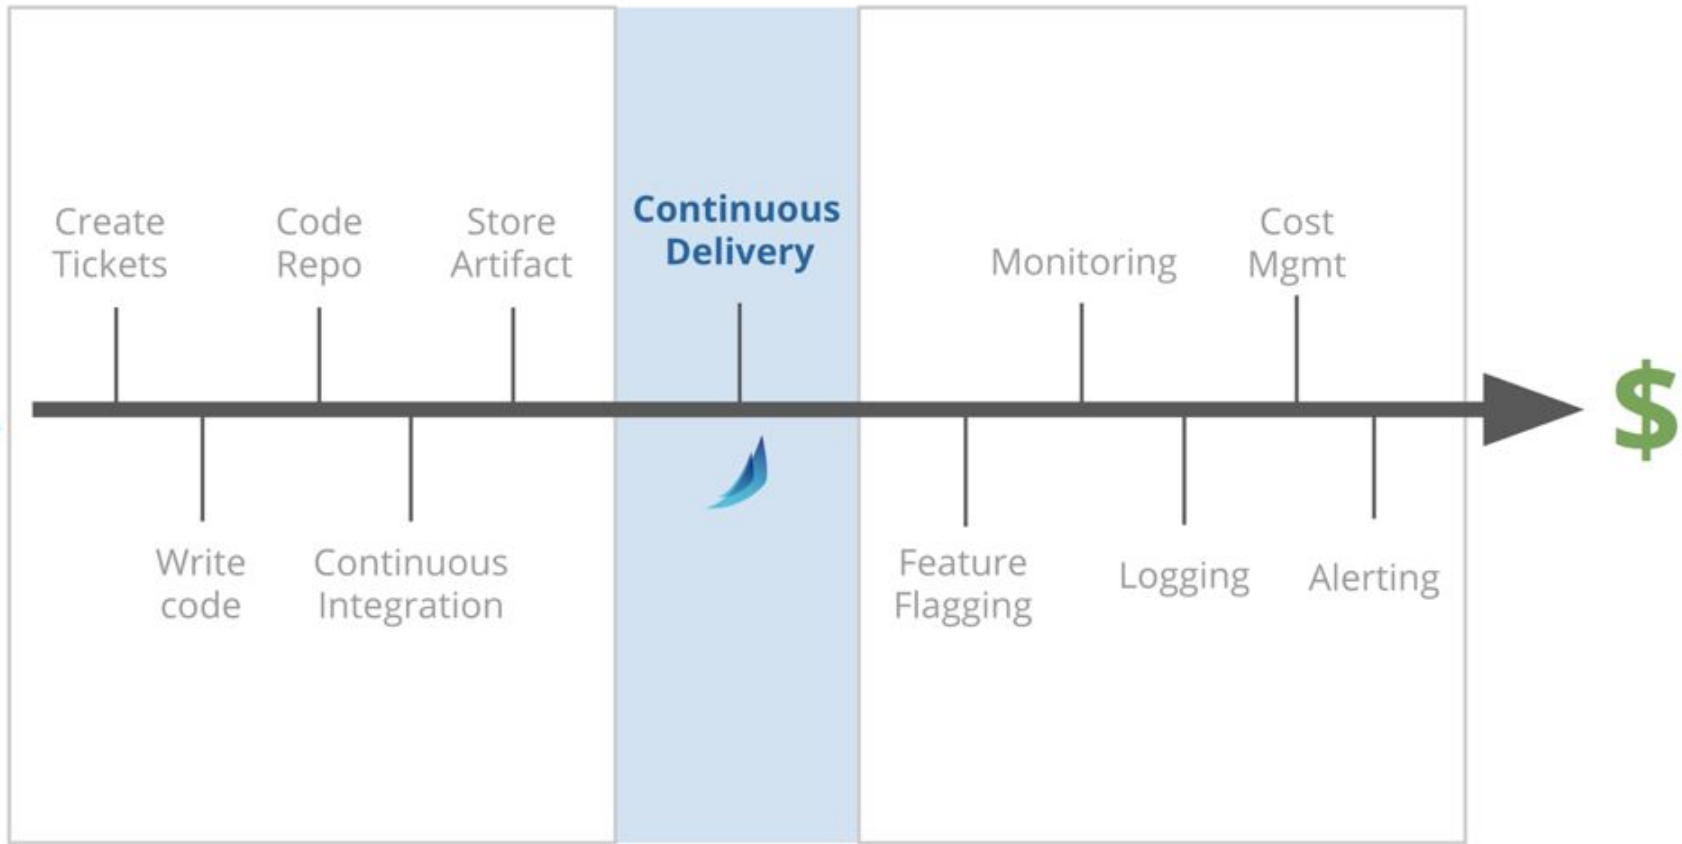 Create
Tickets
Code
Repo
Store
Artifact
Continuous
Delivery
Monitoring
Cost
Mgmt
$
Write
code
Continuous
Integration
Feature
Flagging
Logging
Alerting